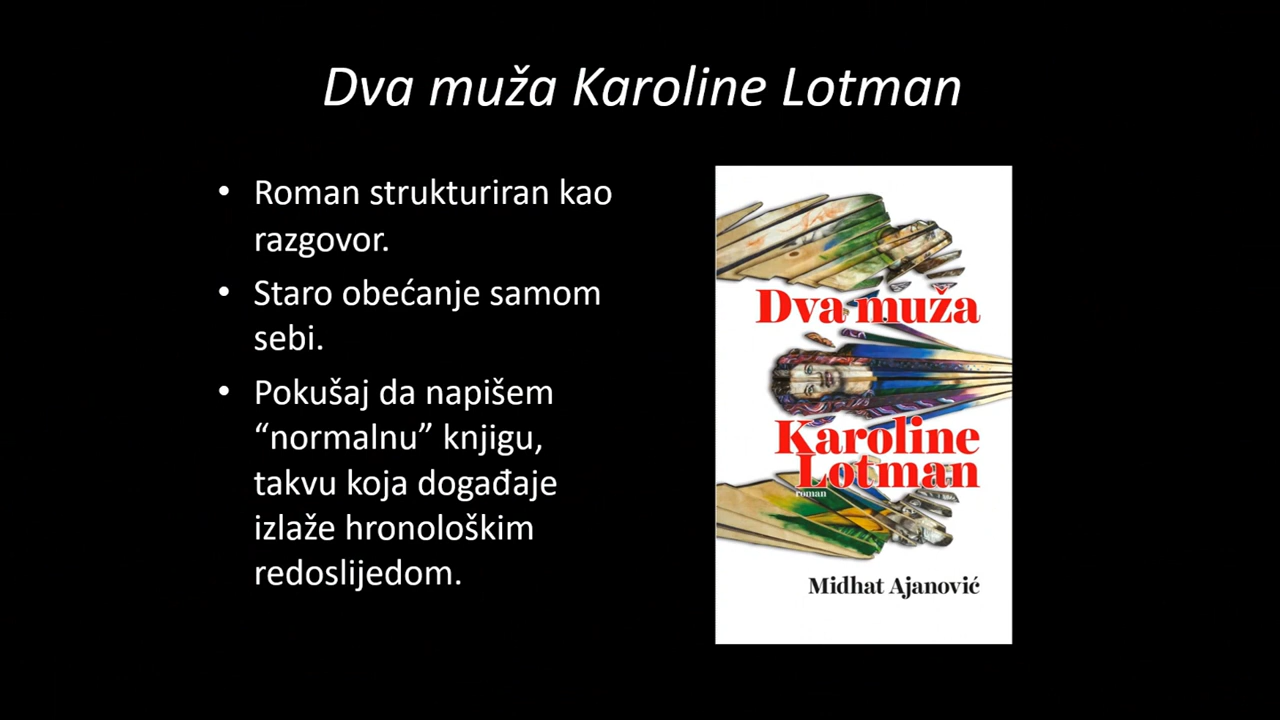 Dva muža Karoline Lotman
• Roman strukturiran kao
razgovor.
• Staro obećanje samom
sebi.
• Pokušaj da napišem
“normalnu” knjigu,
takvu koja događaje
izlaže hronološkim
redoslijedom.
Dva muža
Karoline
Lotman
roman
Midhat Ajanović